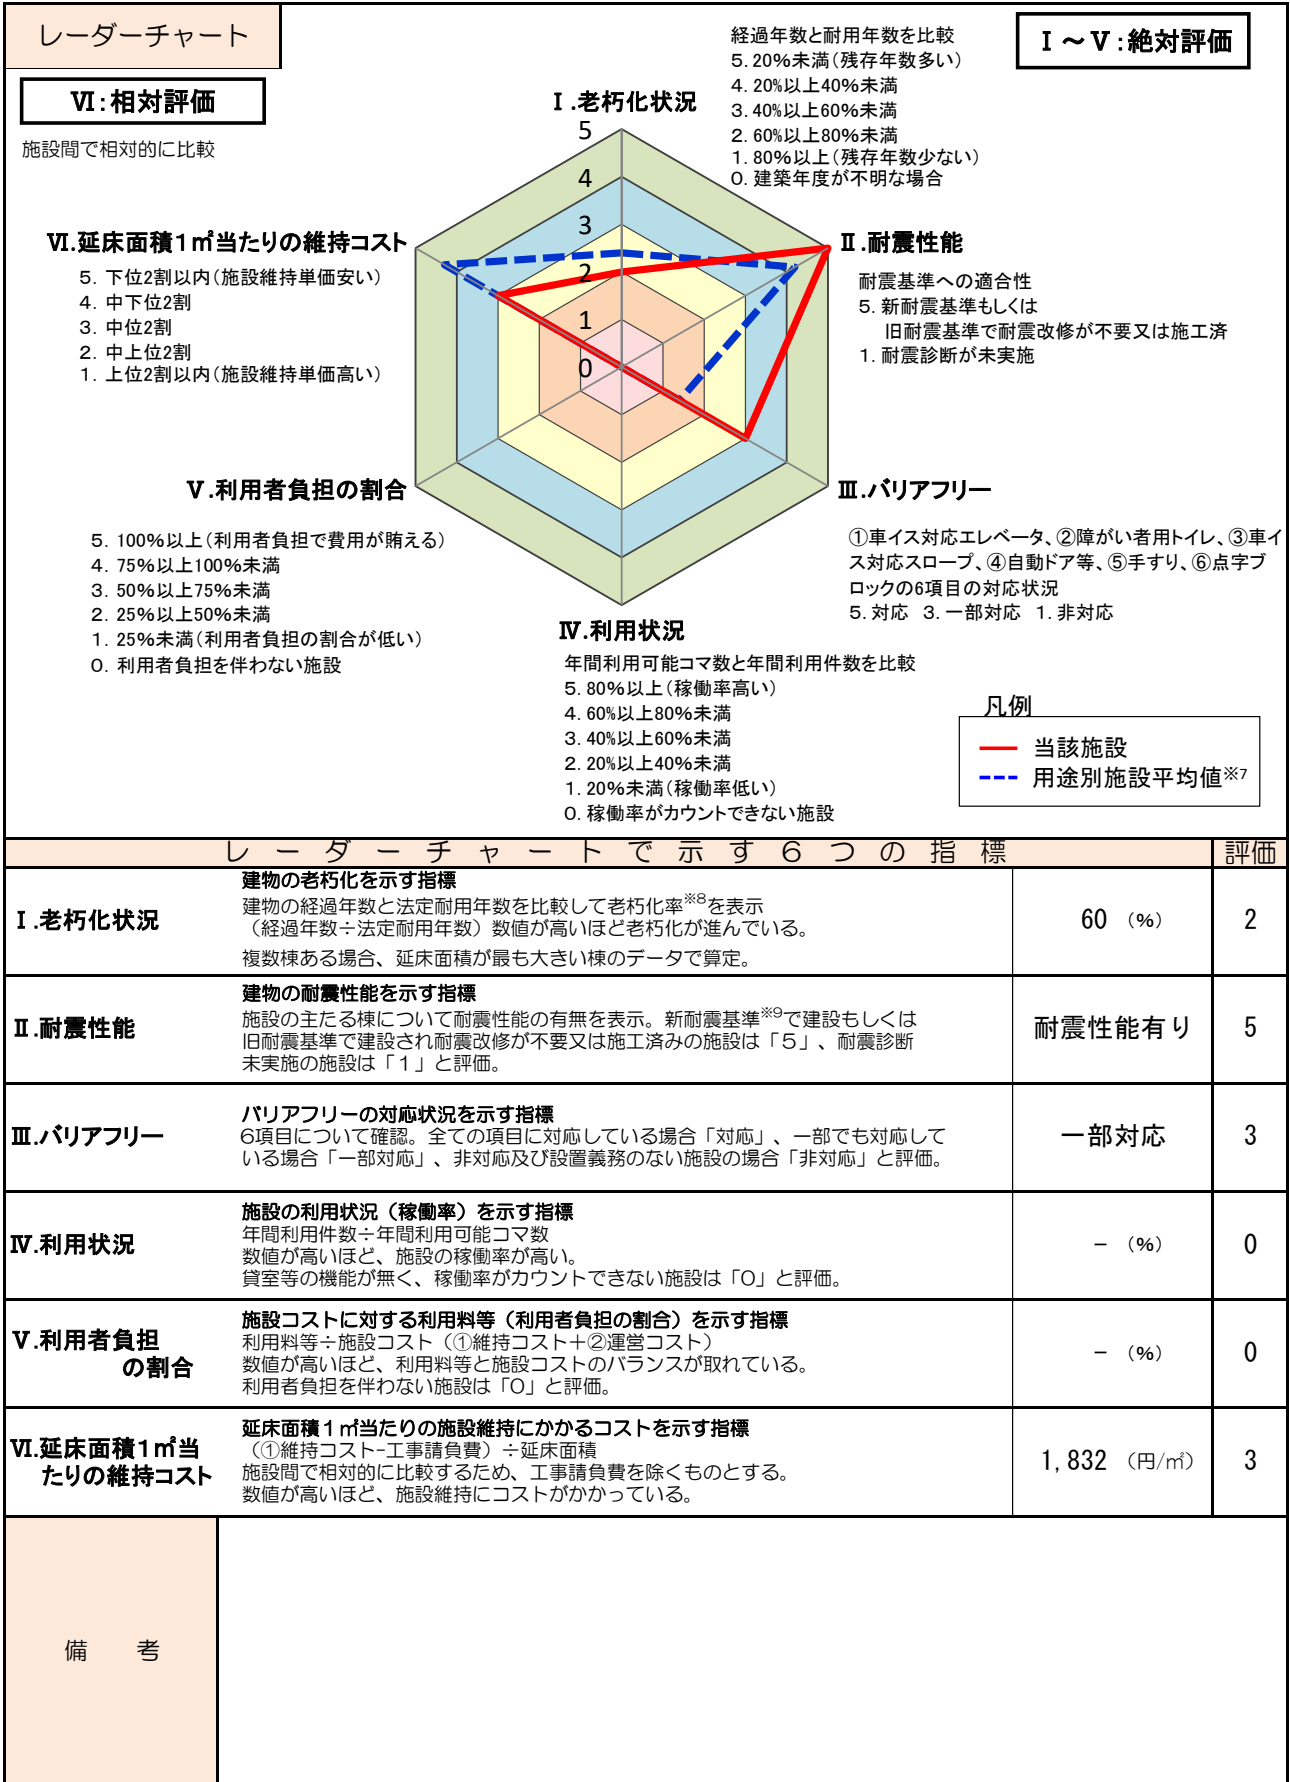 レーダーチャート
Ⅰ～Ⅴ:絶対評価
Ⅵ:相対評価
施設間で相対的に比較
経過年数と耐用年数を比較
5. 20%未満(残存年数多い)
4. 20%以上40%未満
3. 40%以上60%未満
2. 60%以上80%未満
1. 80%以上(残存年数少ない)
0. 建築年度が不明な場合
Ⅰ.老朽化状況
5
4
3
2
1
0
Ⅱ.耐震性能
耐震基準への適合性
5. 新耐震基準もしくは
旧耐震基準で耐震改修が不要又は施工済
1. 耐震診断が未実施
Ⅵ.延床面積1㎡当たりの維持コスト
5. 下位2割以内(施設維持単価安い)
4. 中下位2割
3. 中位2割
2. 中上位2割
1. 上位2割以内(施設維持単価高い)
Ⅴ.利用者負担の割合
5. 100%以上(利用者負担で費用が賄える)
4. 75%以上100%未満
3. 50%以上75%未満
2. 25%以上50%未満
1. 25%未満(利用者負担の割合が低い)
0. 利用者負担を伴わない施設
Ⅲ.バリアフリー
①車イス対応エレベータ、②障がい者用トイレ、③車イ
ス対応スロープ、④自動ドア等、⑤手すり、⑥点字ブ
ロックの6項目の対応状況
5. 対応 3. 一部対応 1. 非対応
Ⅳ.利用状況
年間利用可能コマ数と年間利用件数を比較
5. 80%以上(稼働率高い)
4. 60%以上80%未満
3. 40%以上60%未満
2. 20%以上40%未満
1. 20%未満(稼働率低い)
0. 稼働率がカウントできない施設
凡例
当該施設
用途別施設平均値※7
レーダーチャートで示す6つの指標 評価
Ⅰ.老朽化状況
建物の老朽化を示す指標
建物の経過年数と法定耐用年数を比較して老朽化率※8を表示
（経過年数÷法定耐用年数）数値が高いほど老朽化が進んでいる。
複数棟ある場合、延床面積が最も大きい棟のデータで算定。
60 (%) 2
Ⅱ.耐震性能
建物の耐震性能を示す指標
施設の主たる棟について耐震性能の有無を表示。新耐震基準※9で建設もしくは
旧耐震基準で建設され耐震改修が不要又は施工済みの施設は「5」、耐震診断
未実施の施設は「1」と評価。
耐震性能有り 5
Ⅲ.バリアフリー
バリアフリーの対応状況を示す指標
6項目について確認。全ての項目に対応している場合「対応」、一部でも対応して
いる場合「一部対応」、非対応及び設置義務のない施設の場合「非対応」と評価。
一部対応 3
Ⅳ.利用状況
施設の利用状況（稼働率）を示す指標
年間利用件数÷年間利用可能コマ数
数値が高いほど、施設の稼働率が高い。
貸室等の機能が無く、稼働率がカウントできない施設は「0」と評価。
− (%) 0
Ⅴ.利用者負担
の割合
施設コストに対する利用料等（利用者負担の割合）を示す指標
利用料等÷施設コスト（①維持コスト＋②運営コスト）
数値が高いほど、利用料等と施設コストのバランスが取れている。
利用者負担を伴わない施設は「0」と評価。
− (%) 0
Ⅵ.延床面積1㎡当
たりの維持コスト
延床面積1㎡当たりの施設維持にかかるコストを示す指標
（①維持コスト-工事請負費）÷延床面積
施設間で相対的に比較するため、工事請負費を除くものとする。
数値が高いほど、施設維持にコストがかかっている。
1,832 (円/㎡) 3
備考